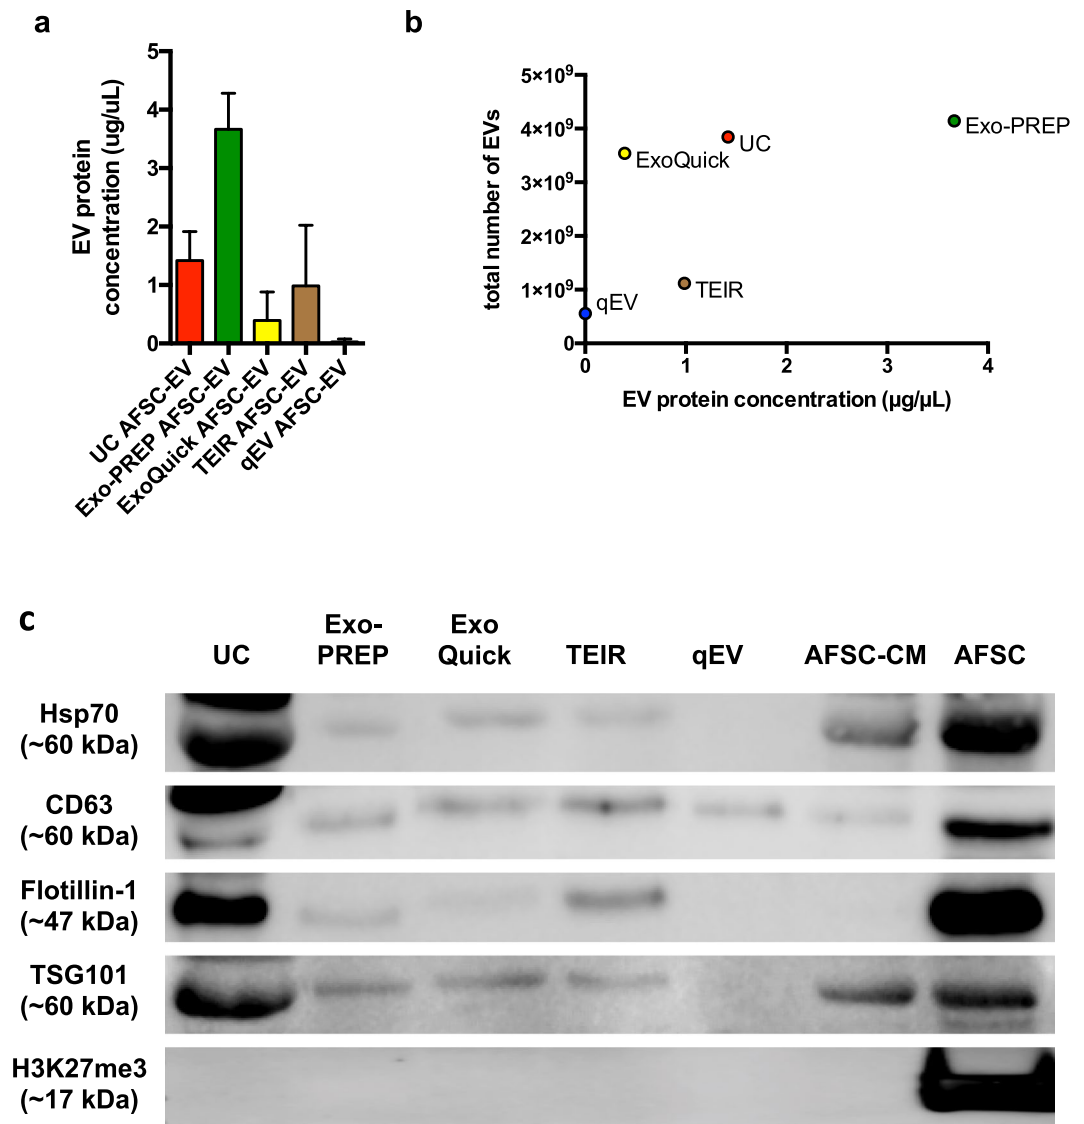 a
EV protein
concentration (ug/uL)
5
4
3
2
1
0
UC AFSC-EV
Exo-PREP AFSC-EV
ExoQuick AFSC-EV
TEIR AFSC-EV
qEV AFSC-EV
b
total number of EVs
5×10⁹
4×10⁹
3×10⁹
2×10⁹
1×10⁹
0
Exo-PREP
UC
ExoQuick
TEIR
qEV
0 1 2 3 4
EV protein concentration (µg/µL)
c
UC
Exo-
PREP
Exo
Quick
TEIR
qEV
AFSC-CM
AFSC
Hsp70
(~60 kDa)
CD63
(~60 kDa)
Flotillin-1
(~47 kDa)
TSG101
(~60 kDa)
H3K27me3
(~17 kDa)